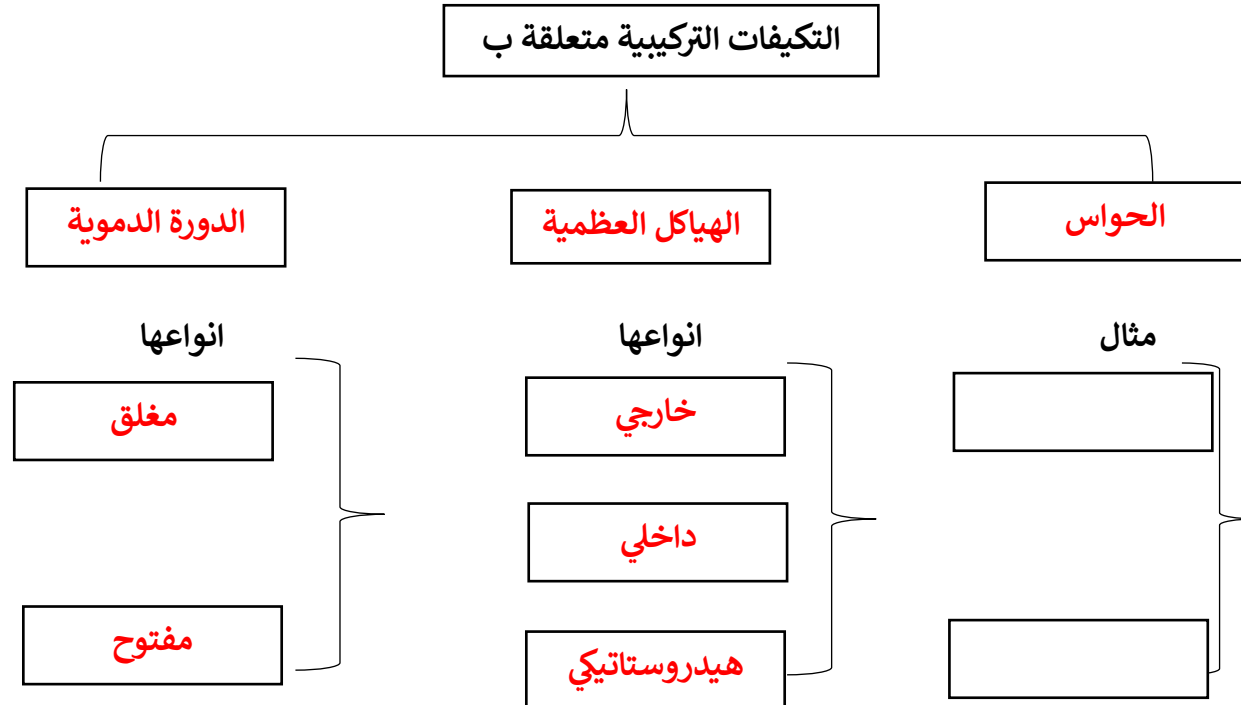 التكيفات التركيبية متعلقة ب
الحواس
الهياكل العظمية
الدورة الدموية
مثال
انواعها
انواعها
خارجي
مغلق
داخلي
هيدروستاتيكي
مفتوح